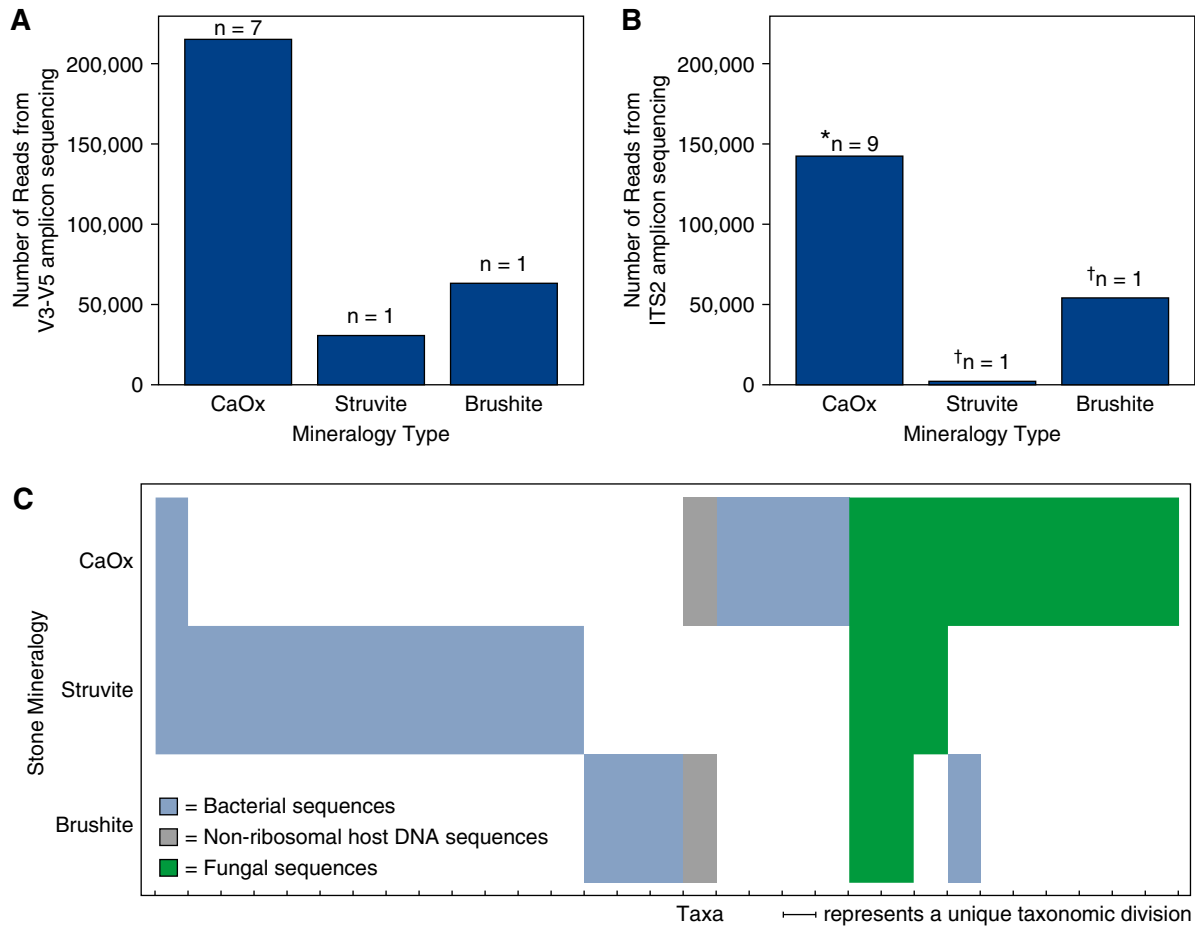 A
Number of Reads from
V3-V5 amplicon sequencing
200,000
150,000
100,000
50,000
0
n = 7
n = 1
n = 1
CaOx
Struvite
Brushite
Mineralogy Type
B
Number of Reads from
ITS2 amplicon sequencing
200,000
150,000
100,000
50,000
0
*n = 9
†n = 1
†n = 1
CaOx
Struvite
Brushite
Mineralogy Type
C
Stone Mineralogy
CaOx
Struvite
Brushite
= Bacterial sequences
= Non-ribosomal host DNA sequences
= Fungal sequences
Taxa
represents a unique taxonomic division